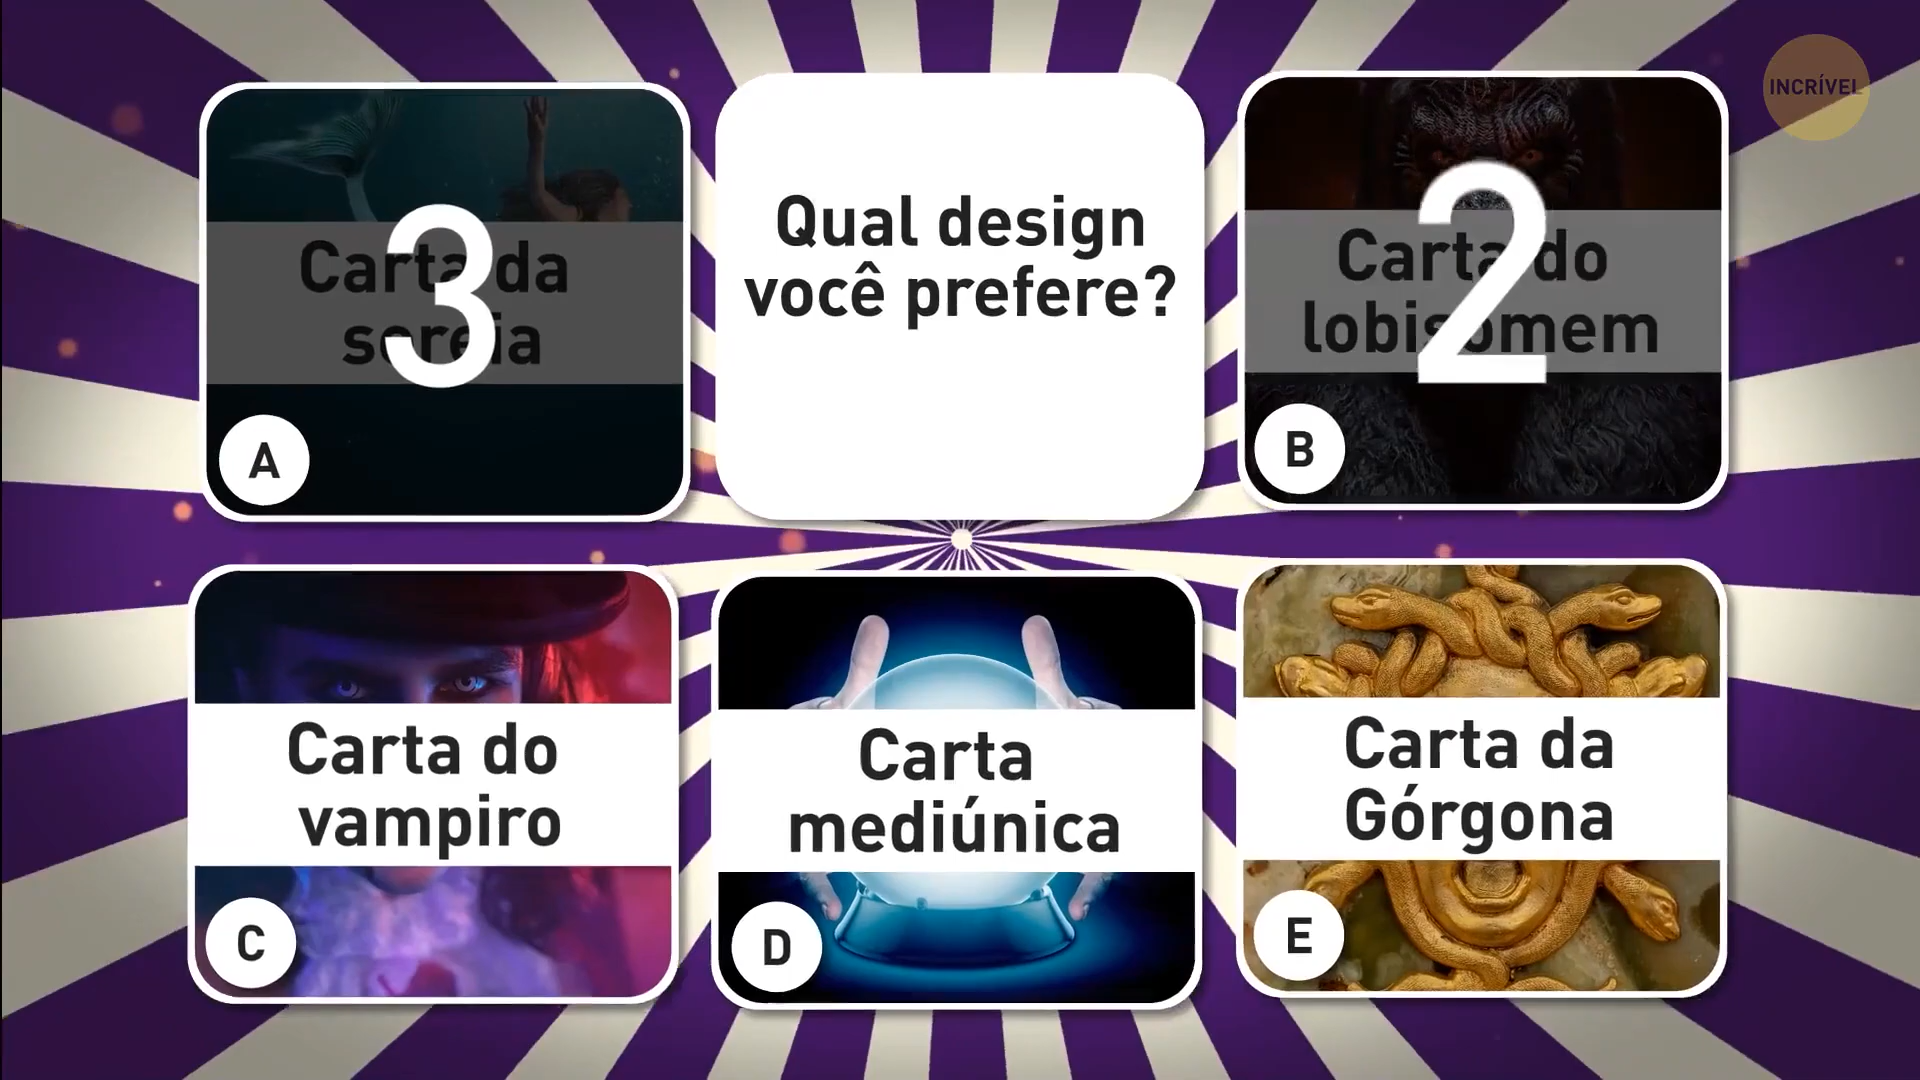 INCRÍVEL
3
Carta da
sereia
A
Qual design
você prefere?
2
Carta do
lobisomem
B
Carta do
vampiro
C
Carta
mediúnica
D
Carta da
Górgona
E